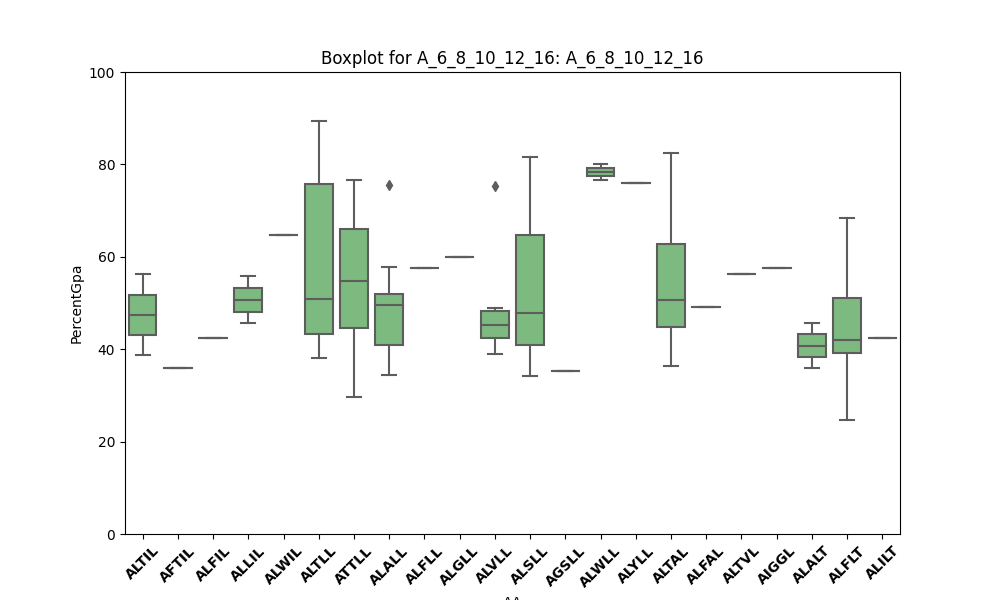 Boxplot for A_6_8_10_12_16: A_6_8_10_12_16
100
80
60
40
20
0
PercentGpa
ALTIL
AFTIL
ALFIL
ALLIL
ALWIL
ALTLL
ATTLL
ALALL
ALFLL
ALGLL
ALVLL
ALSLL
AGSLL
ALWLL
ALYLL
ALTAL
ALFAL
ALTVL
AIGGL
ALALT
ALFLT
ALILT